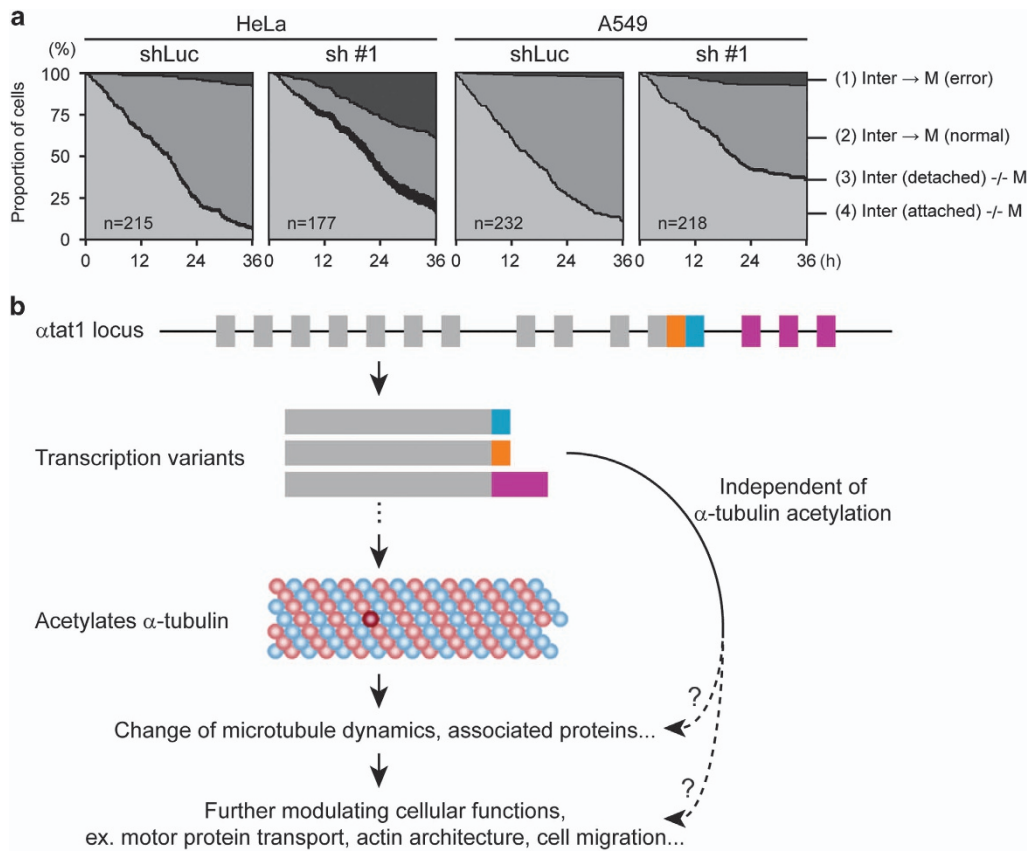 a
HeLa
A549
(%)
shLuc
sh #1
shLuc
sh #1
Proportion of cells
100
75
50
25
0
n=215
n=177
n=232
n=218
0 12 24 36
0 12 24 36
0 12 24 36
0 12 24 36 (h)
(1) Inter → M (error)
(2) Inter → M (normal)
(3) Inter (detached) -/- M
(4) Inter (attached) -/- M
b
αtat1 locus
Transcription variants
Independent of
α-tubulin acetylation
Acetylates α-tubulin
?
Change of microtubule dynamics, associated proteins...
?
Further modulating cellular functions,
ex. motor protein transport, actin architecture, cell migration...